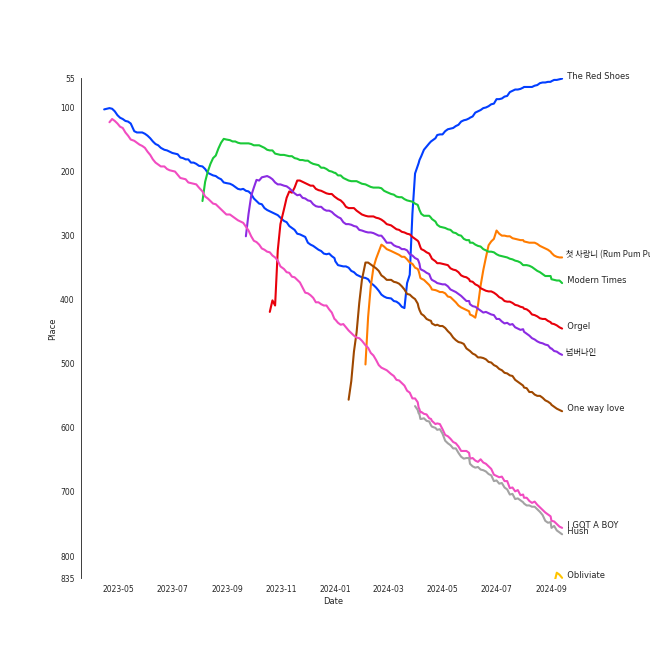 55
100
200
300
400
500
600
700
800
835
Place
The Red Shoes
첫 사랑니 (Rum Pum Pu
Modern Times
Orgel
넘버나인
One way love
I GOT A BOY
Hush
Obliviate
2023-05
2023-07
2023-09
2023-11
2024-01
2024-03
2024-05
2024-07
2024-09
Date